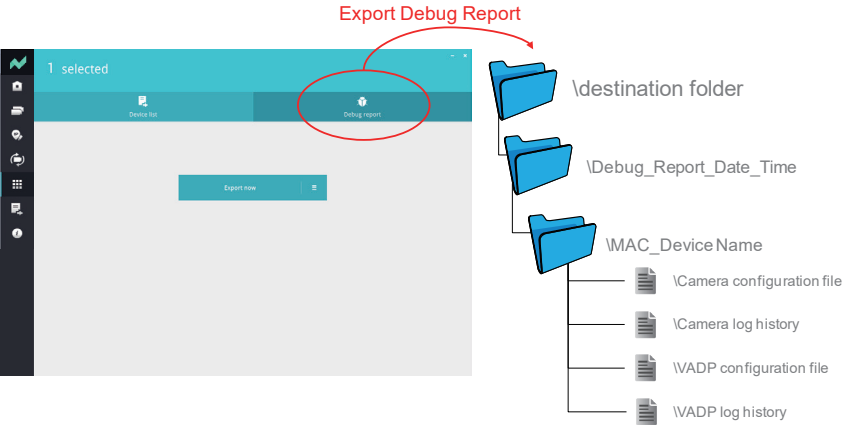 Export Debug Report
1 selected
Device list
Debug report
Export now
\destination folder
\Debug_Report_Date_Time
\MAC_Device Name
\Camera configuration file
\Camera log history
\VADP configuration file
\VADP log history